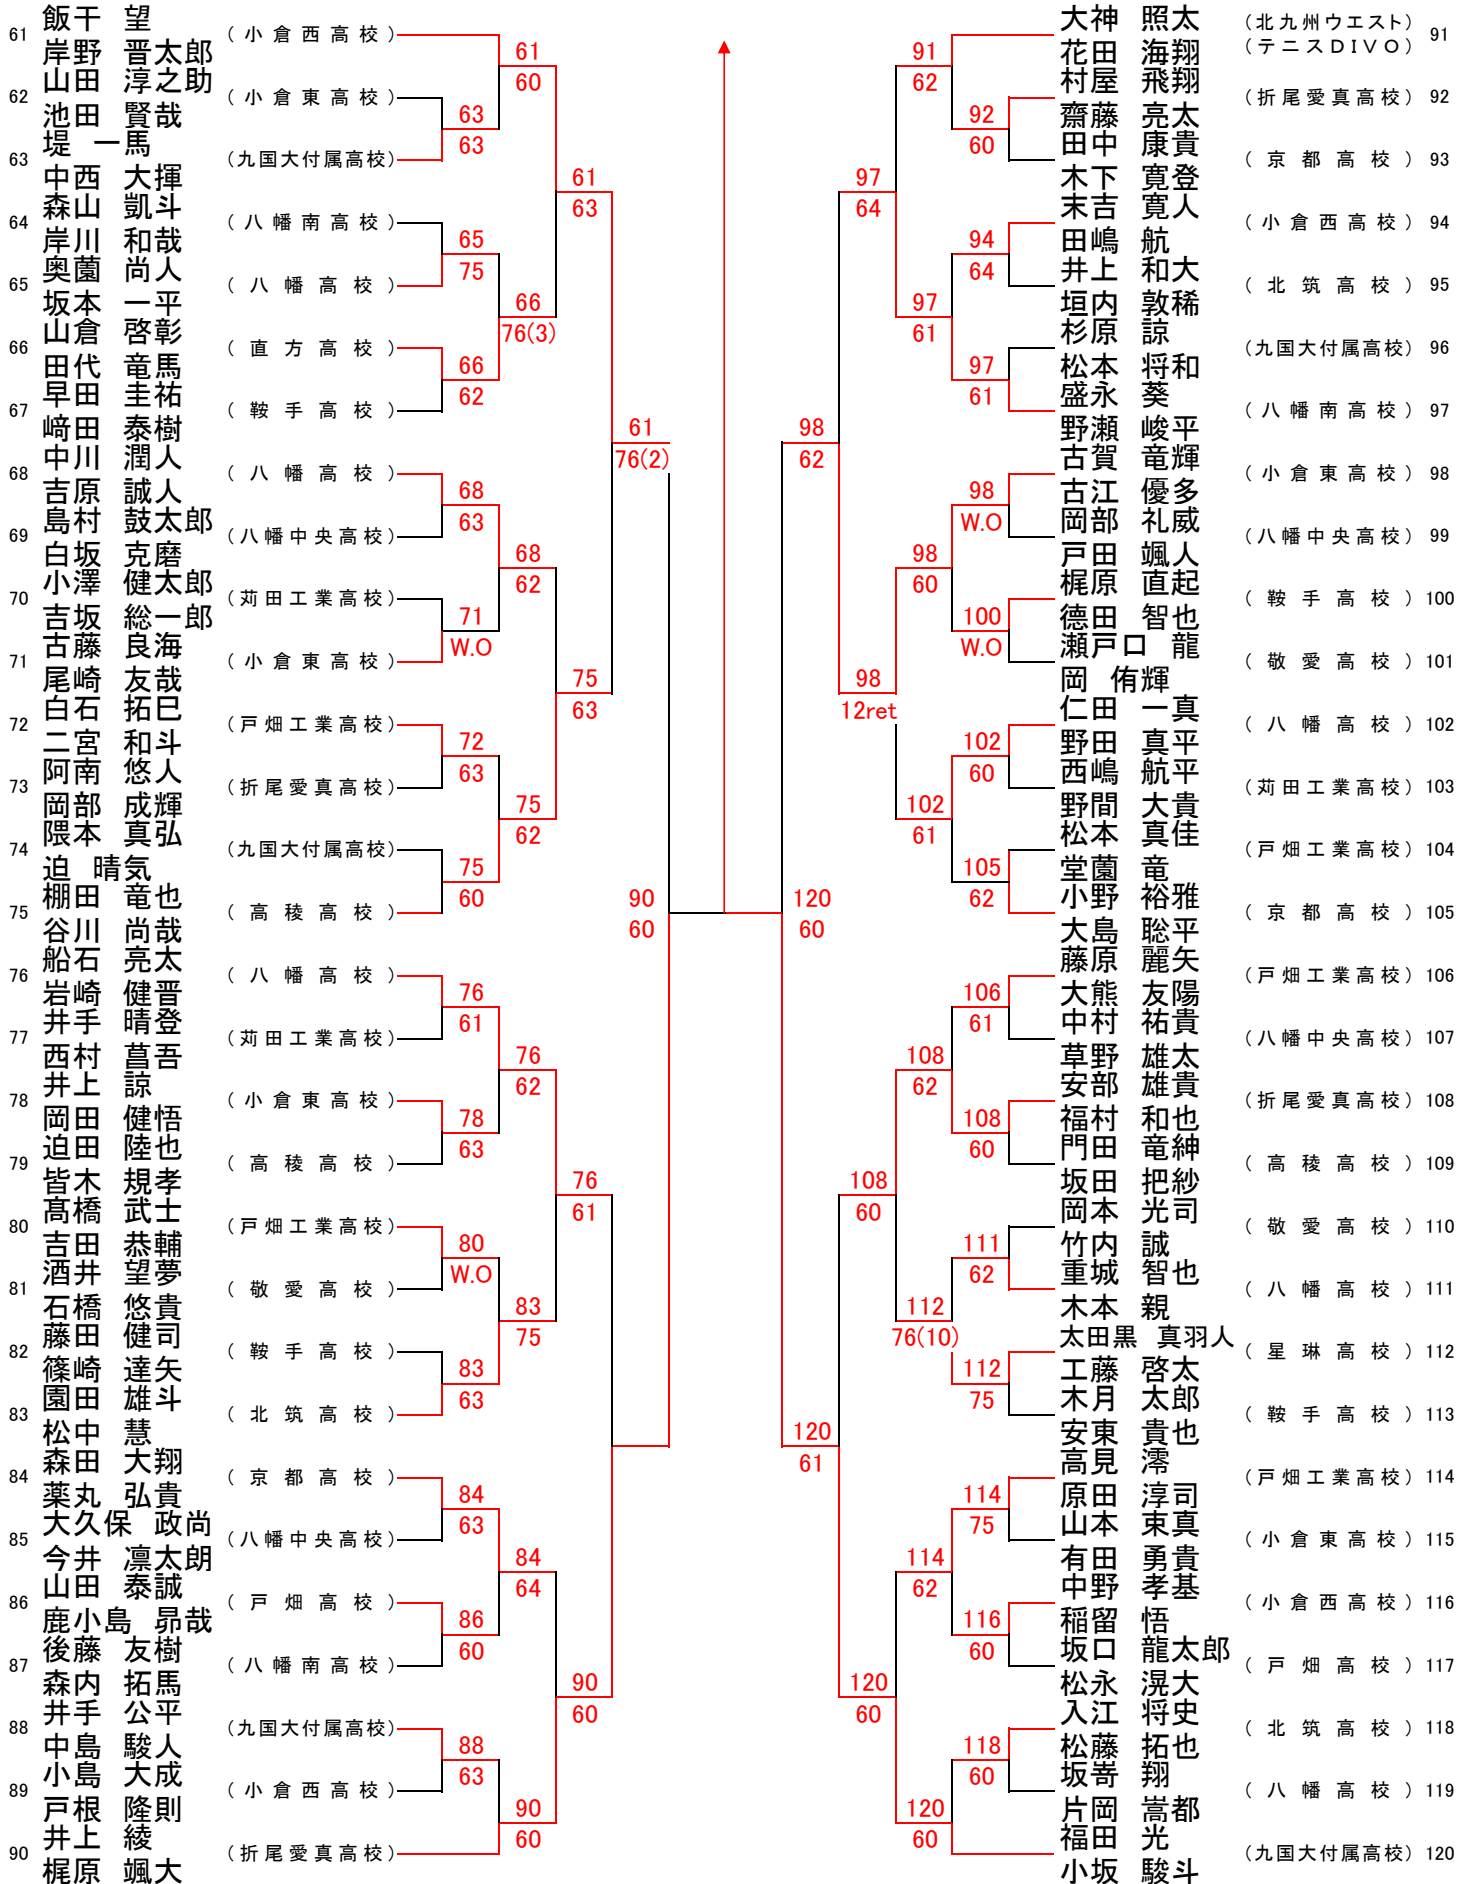 61 飯干 望 (小倉西高校)
岸野 晋太郎
62 山田 淳之助 (小倉東高校)
池田 賢哉
63 堤 一馬 (九国大付属高校)
中西 大揮
64 森山 凱斗 (八幡南高校)
岸川 和哉
65 奥薗 尚人 (八幡高校)
坂本 一平
66 山倉 啓彰 (直方高校)
田代 竜馬
67 早田 圭祐 (鞍手高校)
﨑田 泰樹
68 中川 潤人 (八幡高校)
吉原 誠人
69 島村 鼓太郎 (八幡中央高校)
白坂 克磨
70 小澤 健太郎 (苅田工業高校)
吉坂 総一郎
71 古藤 良海 (小倉東高校)
尾崎 友哉
72 白石 拓巳 (戸畑工業高校)
二宮 和斗
73 阿南 悠人 (折尾愛真高校)
岡部 成輝
74 隈本 真弘 (九国大付属高校)
迫 晴気
75 棚田 竜也 (高稜高校)
谷川 尚哉
76 船石 亮太 (八幡高校)
岩崎 健晋
77 井手 晴登 (苅田工業高校)
西村 菖吾
78 井上 諒 (小倉東高校)
岡田 健悟
79 迫田 陸也 (高稜高校)
皆木 規孝
80 髙橋 武士 (戸畑工業高校)
吉田 恭輔
81 酒井 望夢 (敬愛高校)
石橋 悠貴
82 藤田 健司 (鞍手高校)
篠崎 達矢
83 園田 雄斗 (北筑高校)
松中 慧
84 森田 大翔 (京都高校)
薬丸 弘貴
85 大久保 政尚 (八幡中央高校)
今井 凛太朗
86 山田 泰誠 (戸畑高校)
鹿小島 昴哉
87 後藤 友樹 (八幡南高校)
森内 拓馬
88 井手 公平 (九国大付属高校)
中島 駿人
89 小島 大成 (小倉西高校)
戸根 隆則
90 井上 綾 (折尾愛真高校)
梶原 颯大
63
63
65
75
66
62
68
63
71
W.O
72
63
75
60
76
61
78
63
80
W.O
83
63
84
63
86
60
88
63
61
60
66
76(3)
68
62
75
62
76
62
83
75
84
64
90
60
61
63
75
63
76
61
90
60
61
76(2)
90
60
120
60
98
62
120
61
97
64
98
12ret
108
60
120
60
91
62
97
61
98
60
102
61
108
62
112
76(10)
114
62
120
60
92
60
94
64
97
61
98
W.O
100
W.O
102
60
105
62
106
61
108
60
111
62
112
75
114
75
116
60
118
60
大神 照太 (北九州ウエスト) 91
花田 海翔 (テニスDIVO)
村屋 飛翔 (折尾愛真高校) 92
齋藤 亮太
田中 康貴 (京都高校) 93
木下 寛登
末吉 寛人 (小倉西高校) 94
田嶋 航
井上 和大 (北筑高校) 95
垣内 敦稀
杉原 諒 (九国大付属高校) 96
松本 将和
盛永 葵 (八幡南高校) 97
野瀬 峻平
古賀 竜輝 (小倉東高校) 98
古江 優多
岡部 礼威 (八幡中央高校) 99
戸田 颯人
梶原 直起 (鞍手高校) 100
德田 智也
瀬戸口 龍 (敬愛高校) 101
岡 侑輝
仁田 一真 (八幡高校) 102
野田 真平
西嶋 航平 (苅田工業高校) 103
野間 大貴
松本 真佳 (戸畑工業高校) 104
堂薗 竜
小野 裕雅 (京都高校) 105
大島 聡平
藤原 麗矢 (戸畑工業高校) 106
大熊 友陽
中村 祐貴 (八幡中央高校) 107
草野 雄太
安部 雄貴 (折尾愛真高校) 108
福村 和也
門田 竜紳 (高稜高校) 109
坂田 把紗
岡本 光司 (敬愛高校) 110
竹内 誠
重城 智也 (八幡高校) 111
木本 親
太田黒 真羽人 (星琳高校) 112
工藤 啓太
木月 太郎 (鞍手高校) 113
安東 貴也
高見 澪 (戸畑工業高校) 114
原田 淳司
山本 束真 (小倉東高校) 115
有田 勇貴
中野 孝基 (小倉西高校) 116
稲留 悟
坂口 龍太郎 (戸畑高校) 117
松永 滉大
入江 将史 (北筑高校) 118
松藤 拓也
坂嵜 翔 (八幡高校) 119
片岡 嵩都
福田 光 (九国大付属高校) 120
小坂 駿斗